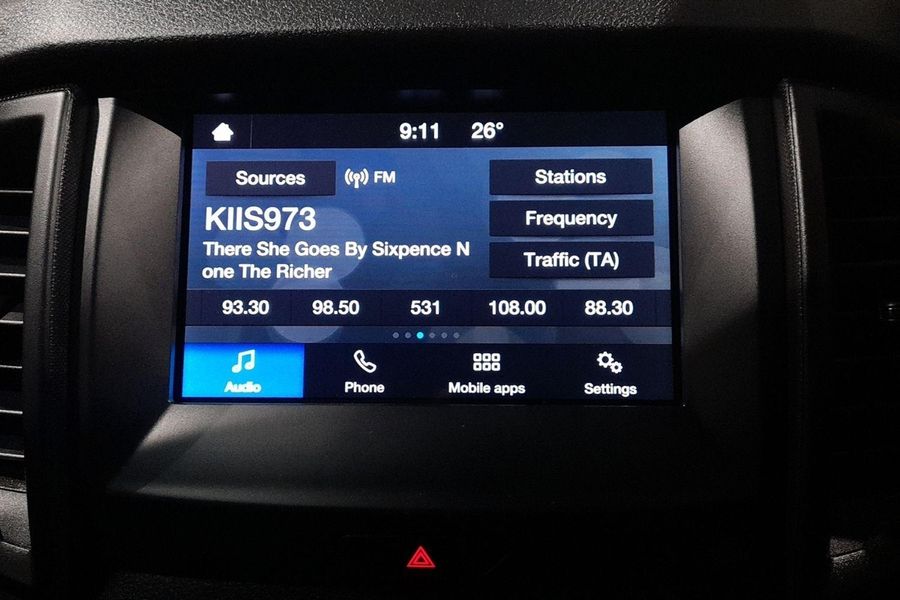 9:11 26°
Sources FM Stations
KIIS973 Frequency
There She Goes By Sixpence N
one The Richer
Traffic (TA)
93.30 98.50 531 108.00 88.30
Audio Phone Mobile apps Settings